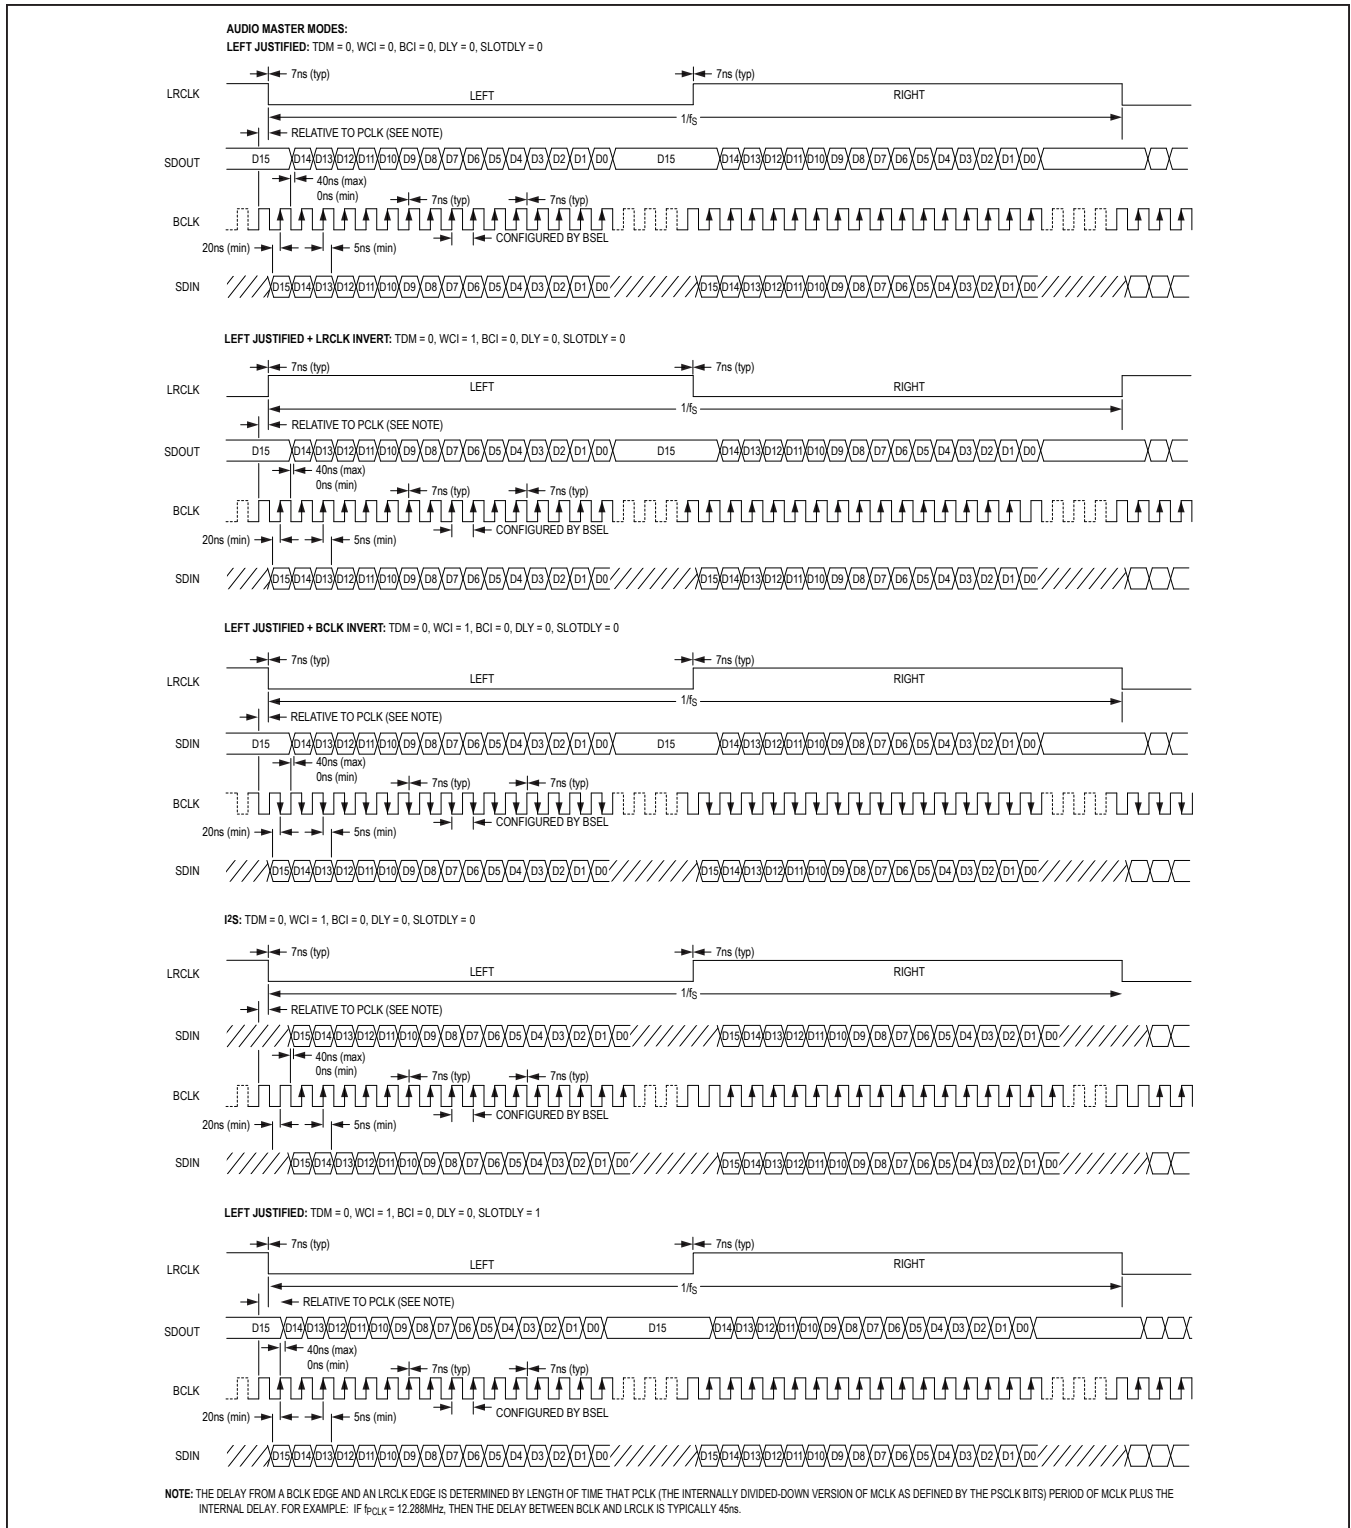 AUDIO MASTER MODES:
LEFT JUSTIFIED: TDM = 0, WCI = 0, BCI = 0, DLY = 0, SLOTDLY = 0
7ns (typ) 7ns (typ)
LRCLK LEFT RIGHT
1/fS
RELATIVE TO PCLK (SEE NOTE)
SDOUT D15 D14 D13 D12 D11 D10 D9 D8 D7 D6 D5 D4 D3 D2 D1 D0 D15 D14 D13 D12 D11 D10 D9 D8 D7 D6 D5 D4 D3 D2 D1 D0
40ns (max)
0ns (min) 7ns (typ) 7ns (typ)
BCLK
CONFIGURED BY BSEL
20ns (min) 5ns (min)
SDIN D15 D14 D13 D12 D11 D10 D9 D8 D7 D6 D5 D4 D3 D2 D1 D0 D15 D14 D13 D12 D11 D10 D9 D8 D7 D6 D5 D4 D3 D2 D1 D0
LEFT JUSTIFIED + LRCLK INVERT: TDM = 0, WCI = 1, BCI = 0, DLY = 0, SLOTDLY = 0
7ns (typ) 7ns (typ)
LRCLK LEFT RIGHT
1/fS
RELATIVE TO PCLK (SEE NOTE)
SDOUT D15 D14 D13 D12 D11 D10 D9 D8 D7 D6 D5 D4 D3 D2 D1 D0 D15 D14 D13 D12 D11 D10 D9 D8 D7 D6 D5 D4 D3 D2 D1 D0
40ns (max)
0ns (min) 7ns (typ) 7ns (typ)
BCLK
CONFIGURED BY BSEL
20ns (min) 5ns (min)
SDIN D15 D14 D13 D12 D11 D10 D9 D8 D7 D6 D5 D4 D3 D2 D1 D0 D15 D14 D13 D12 D11 D10 D9 D8 D7 D6 D5 D4 D3 D2 D1 D0
LEFT JUSTIFIED + BCLK INVERT: TDM = 0, WCI = 1, BCI = 0, DLY = 0, SLOTDLY = 0
7ns (typ) 7ns (typ)
LRCLK LEFT RIGHT
1/fS
RELATIVE TO PCLK (SEE NOTE)
SDIN D15 D14 D13 D12 D11 D10 D9 D8 D7 D6 D5 D4 D3 D2 D1 D0 D15 D14 D13 D12 D11 D10 D9 D8 D7 D6 D5 D4 D3 D2 D1 D0
40ns (max)
0ns (min) 7ns (typ) 7ns (typ)
BCLK
CONFIGURED BY BSEL
20ns (min) 5ns (min)
SDIN D15 D14 D13 D12 D11 D10 D9 D8 D7 D6 D5 D4 D3 D2 D1 D0 D15 D14 D13 D12 D11 D10 D9 D8 D7 D6 D5 D4 D3 D2 D1 D0
I²S: TDM = 0, WCI = 1, BCI = 0, DLY = 0, SLOTDLY = 0
7ns (typ) 7ns (typ)
LRCLK LEFT RIGHT
1/fS
RELATIVE TO PCLK (SEE NOTE)
SDIN D15 D14 D13 D12 D11 D10 D9 D8 D7 D6 D5 D4 D3 D2 D1 D0 D15 D14 D13 D12 D11 D10 D9 D8 D7 D6 D5 D4 D3 D2 D1 D0
40ns (max)
0ns (min) 7ns (typ) 7ns (typ)
BCLK
CONFIGURED BY BSEL
20ns (min) 5ns (min)
SDIN D15 D14 D13 D12 D11 D10 D9 D8 D7 D6 D5 D4 D3 D2 D1 D0 D15 D14 D13 D12 D11 D10 D9 D8 D7 D6 D5 D4 D3 D2 D1 D0
LEFT JUSTIFIED: TDM = 0, WCI = 1, BCI = 0, DLY = 0, SLOTDLY = 1
7ns (typ) 7ns (typ)
LRCLK LEFT RIGHT
1/fS
RELATIVE TO PCLK (SEE NOTE)
SDOUT D15 D14 D13 D12 D11 D10 D9 D8 D7 D6 D5 D4 D3 D2 D1 D0 D15 D14 D13 D12 D11 D10 D9 D8 D7 D6 D5 D4 D3 D2 D1 D0
40ns (max)
0ns (min) 7ns (typ) 7ns (typ)
BCLK
CONFIGURED BY BSEL
20ns (min) 5ns (min)
SDIN D15 D14 D13 D12 D11 D10 D9 D8 D7 D6 D5 D4 D3 D2 D1 D0 D15 D14 D13 D12 D11 D10 D9 D8 D7 D6 D5 D4 D3 D2 D1 D0
NOTE: THE DELAY FROM A BCLK EDGE AND AN LRCLK EDGE IS DETERMINED BY LENGTH OF TIME THAT PCLK (THE INTERNALLY DIVIDED-DOWN VERSION OF MCLK AS DEFINED BY THE PSCLK BITS) PERIOD OF MCLK PLUS THE
INTERNAL DELAY. FOR EXAMPLE: IF fPCLK = 12.288MHz, THEN THE DELAY BETWEEN BCLK AND LRCLK IS TYPICALLY 45ns.